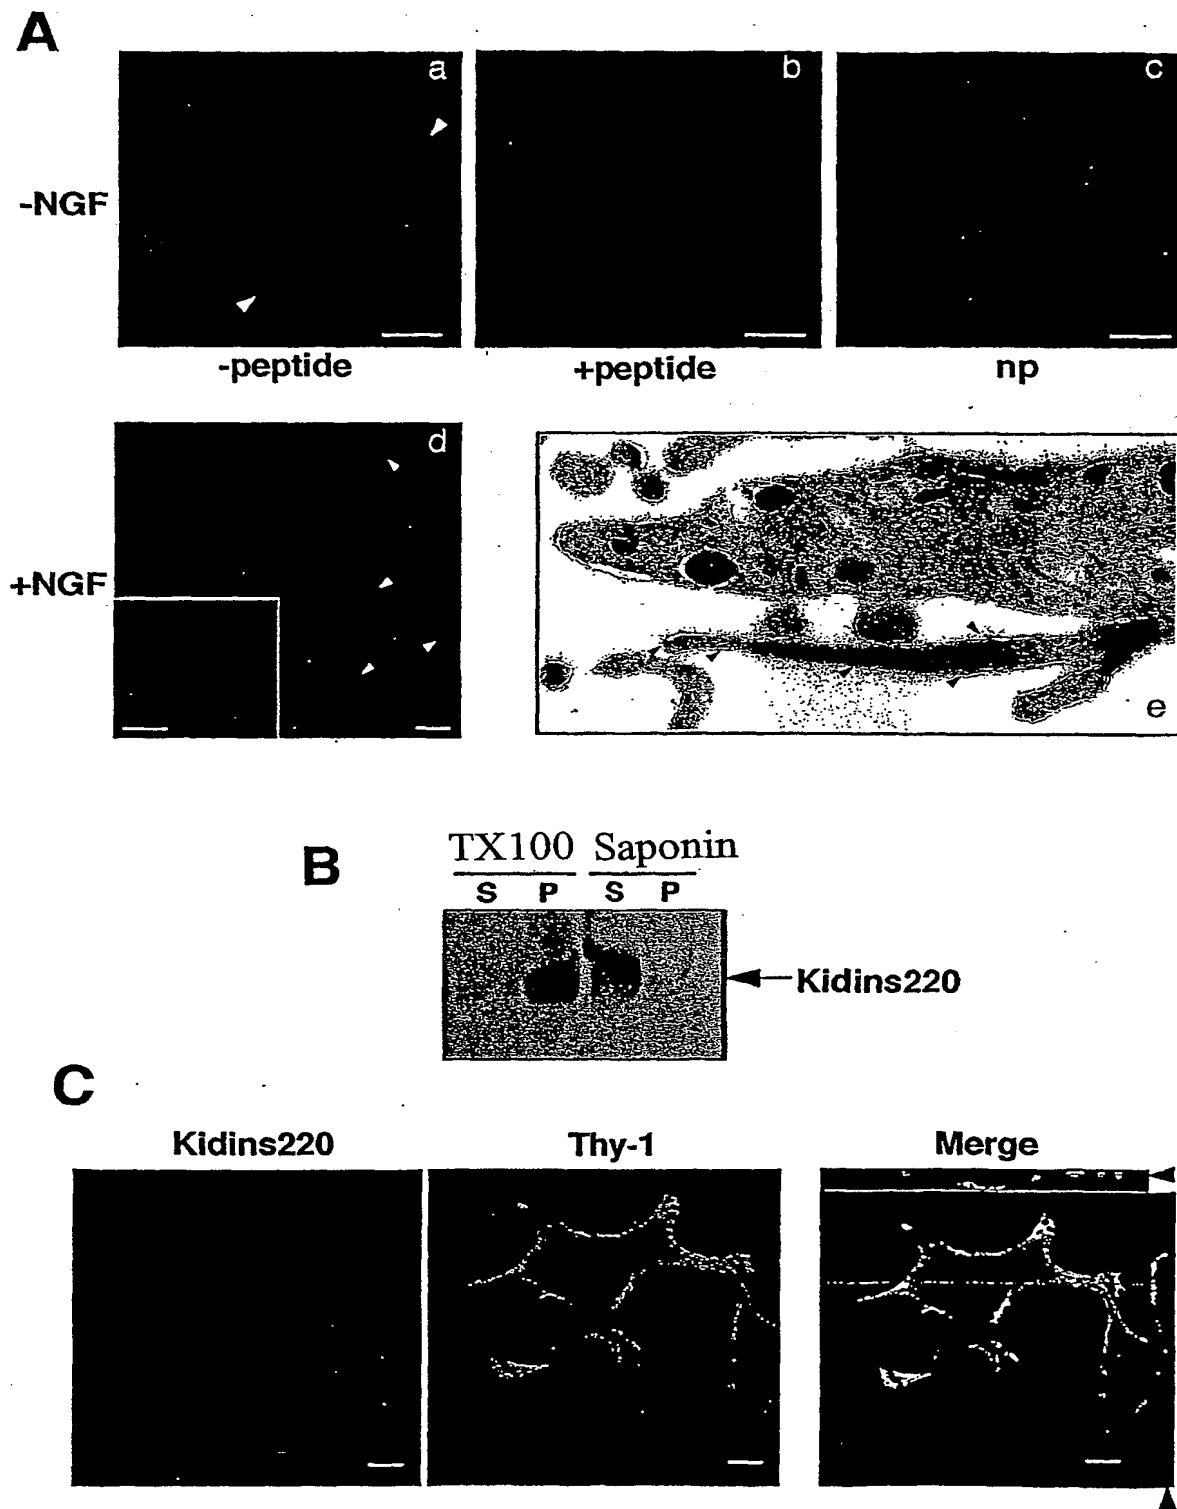 A
a
b
c
-NGF
-peptide
+peptide
np
d
+NGF
e
B
TX100 Saponin
S P S P
Kidins220
C
Kidins220
Thy-1
Merge